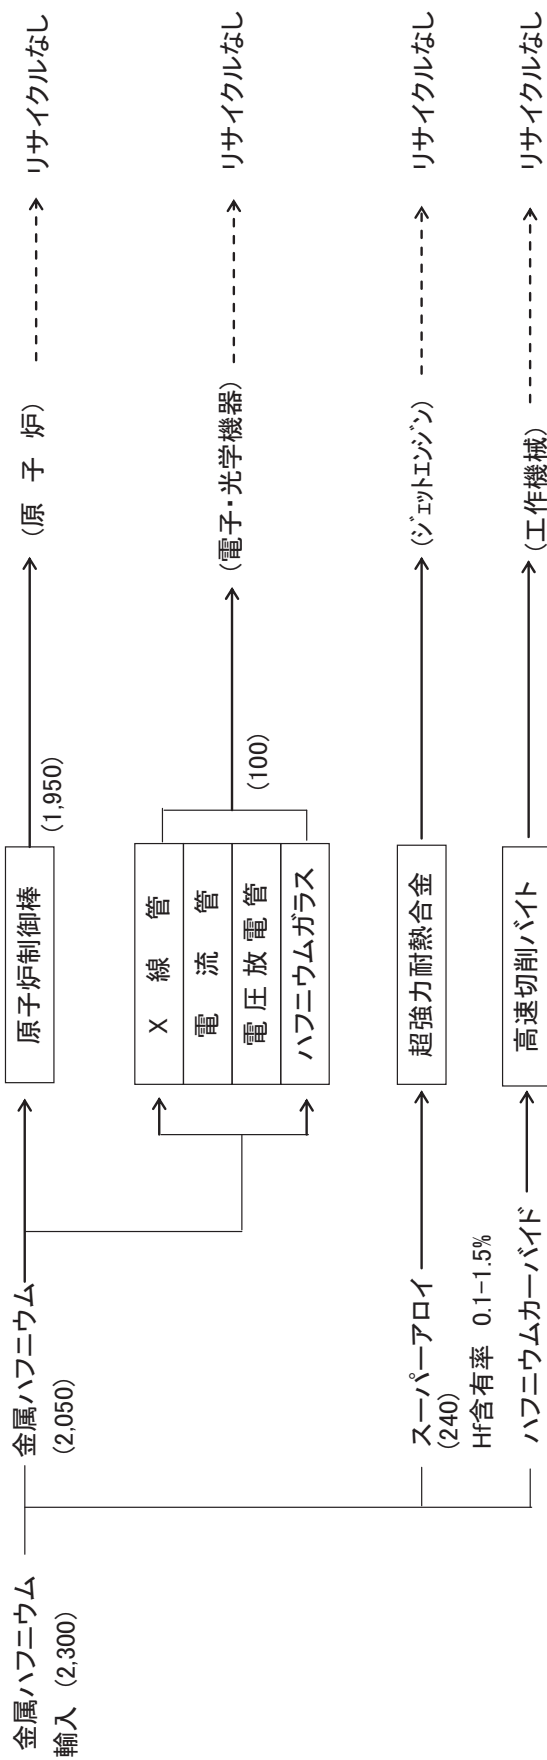 金属ハフニウム
輸入 (2,300)
金属ハフニウム
(2,050)
原子炉制御棒
(1,950)
(原 子 炉)
リサイクルなし
X 線 管
電 流 管
電 圧 放 電 管
ハフニウムガラス
(100)
(電子・光学機器)
リサイクルなし
スーパーアロイ
(240)
Hf含有率 0.1-1.5%
超強力耐熱合金
(ジェットエンジン)
リサイクルなし
ハフニウムカーバイド
高速切削バイト
(工作機械)
リサイクルなし